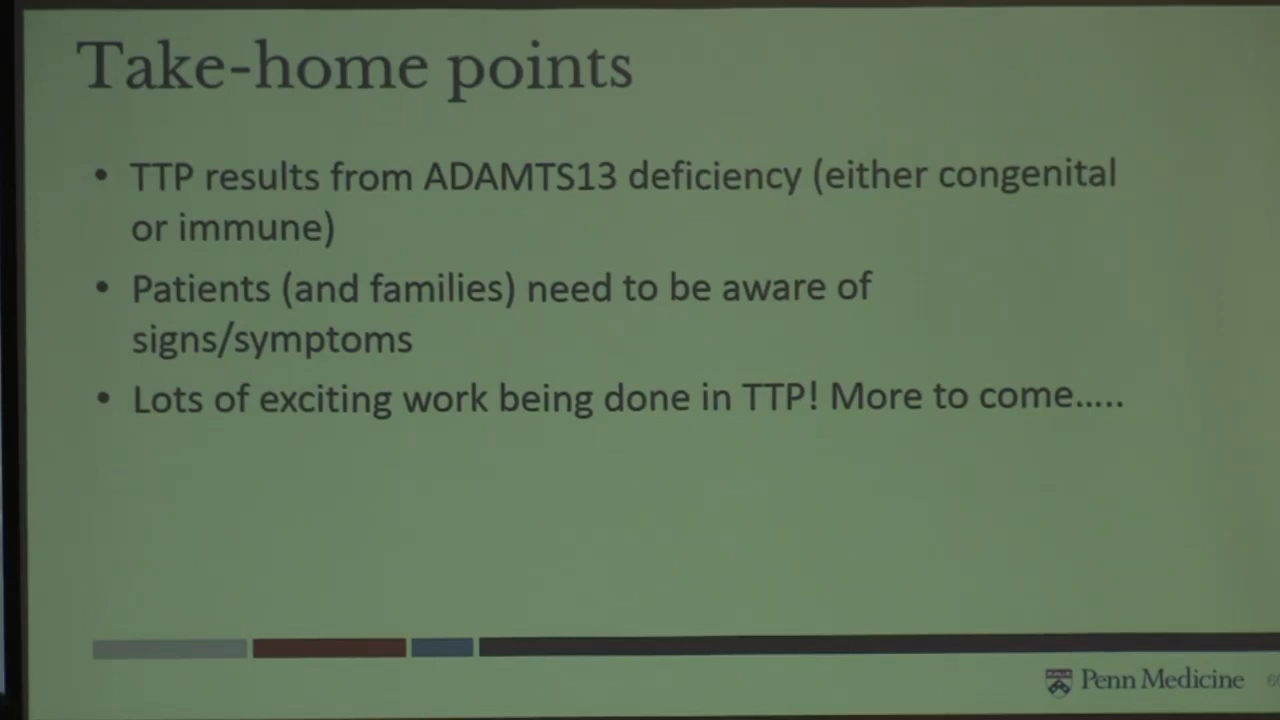 Take-home points
• TTP results from ADAMTS13 deficiency (either congenital
or immune)
• Patients (and families) need to be aware of
signs/symptoms
• Lots of exciting work being done in TTP! More to come.....
Penn Medicine